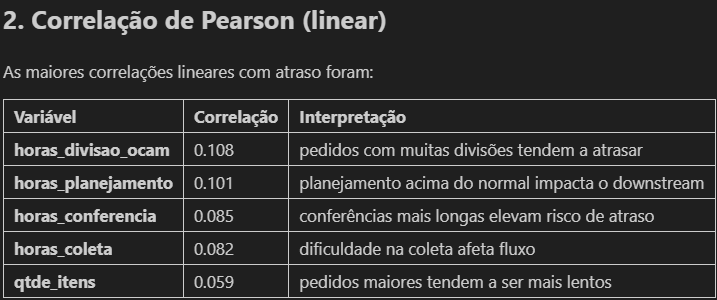 2. Correlação de Pearson (linear)
As maiores correlações lineares com atraso foram:
Variável Correlação Interpretação
horas_divisao_ocam 0.108 pedidos com muitas divisões tendem a atrasar
horas_planejamento 0.101 planejamento acima do normal impacta o downstream
horas_conferencia 0.085 conferências mais longas elevam risco de atraso
horas_coleta 0.082 dificuldade na coleta afeta fluxo
qtde_itens 0.059 pedidos maiores tendem a ser mais lentos